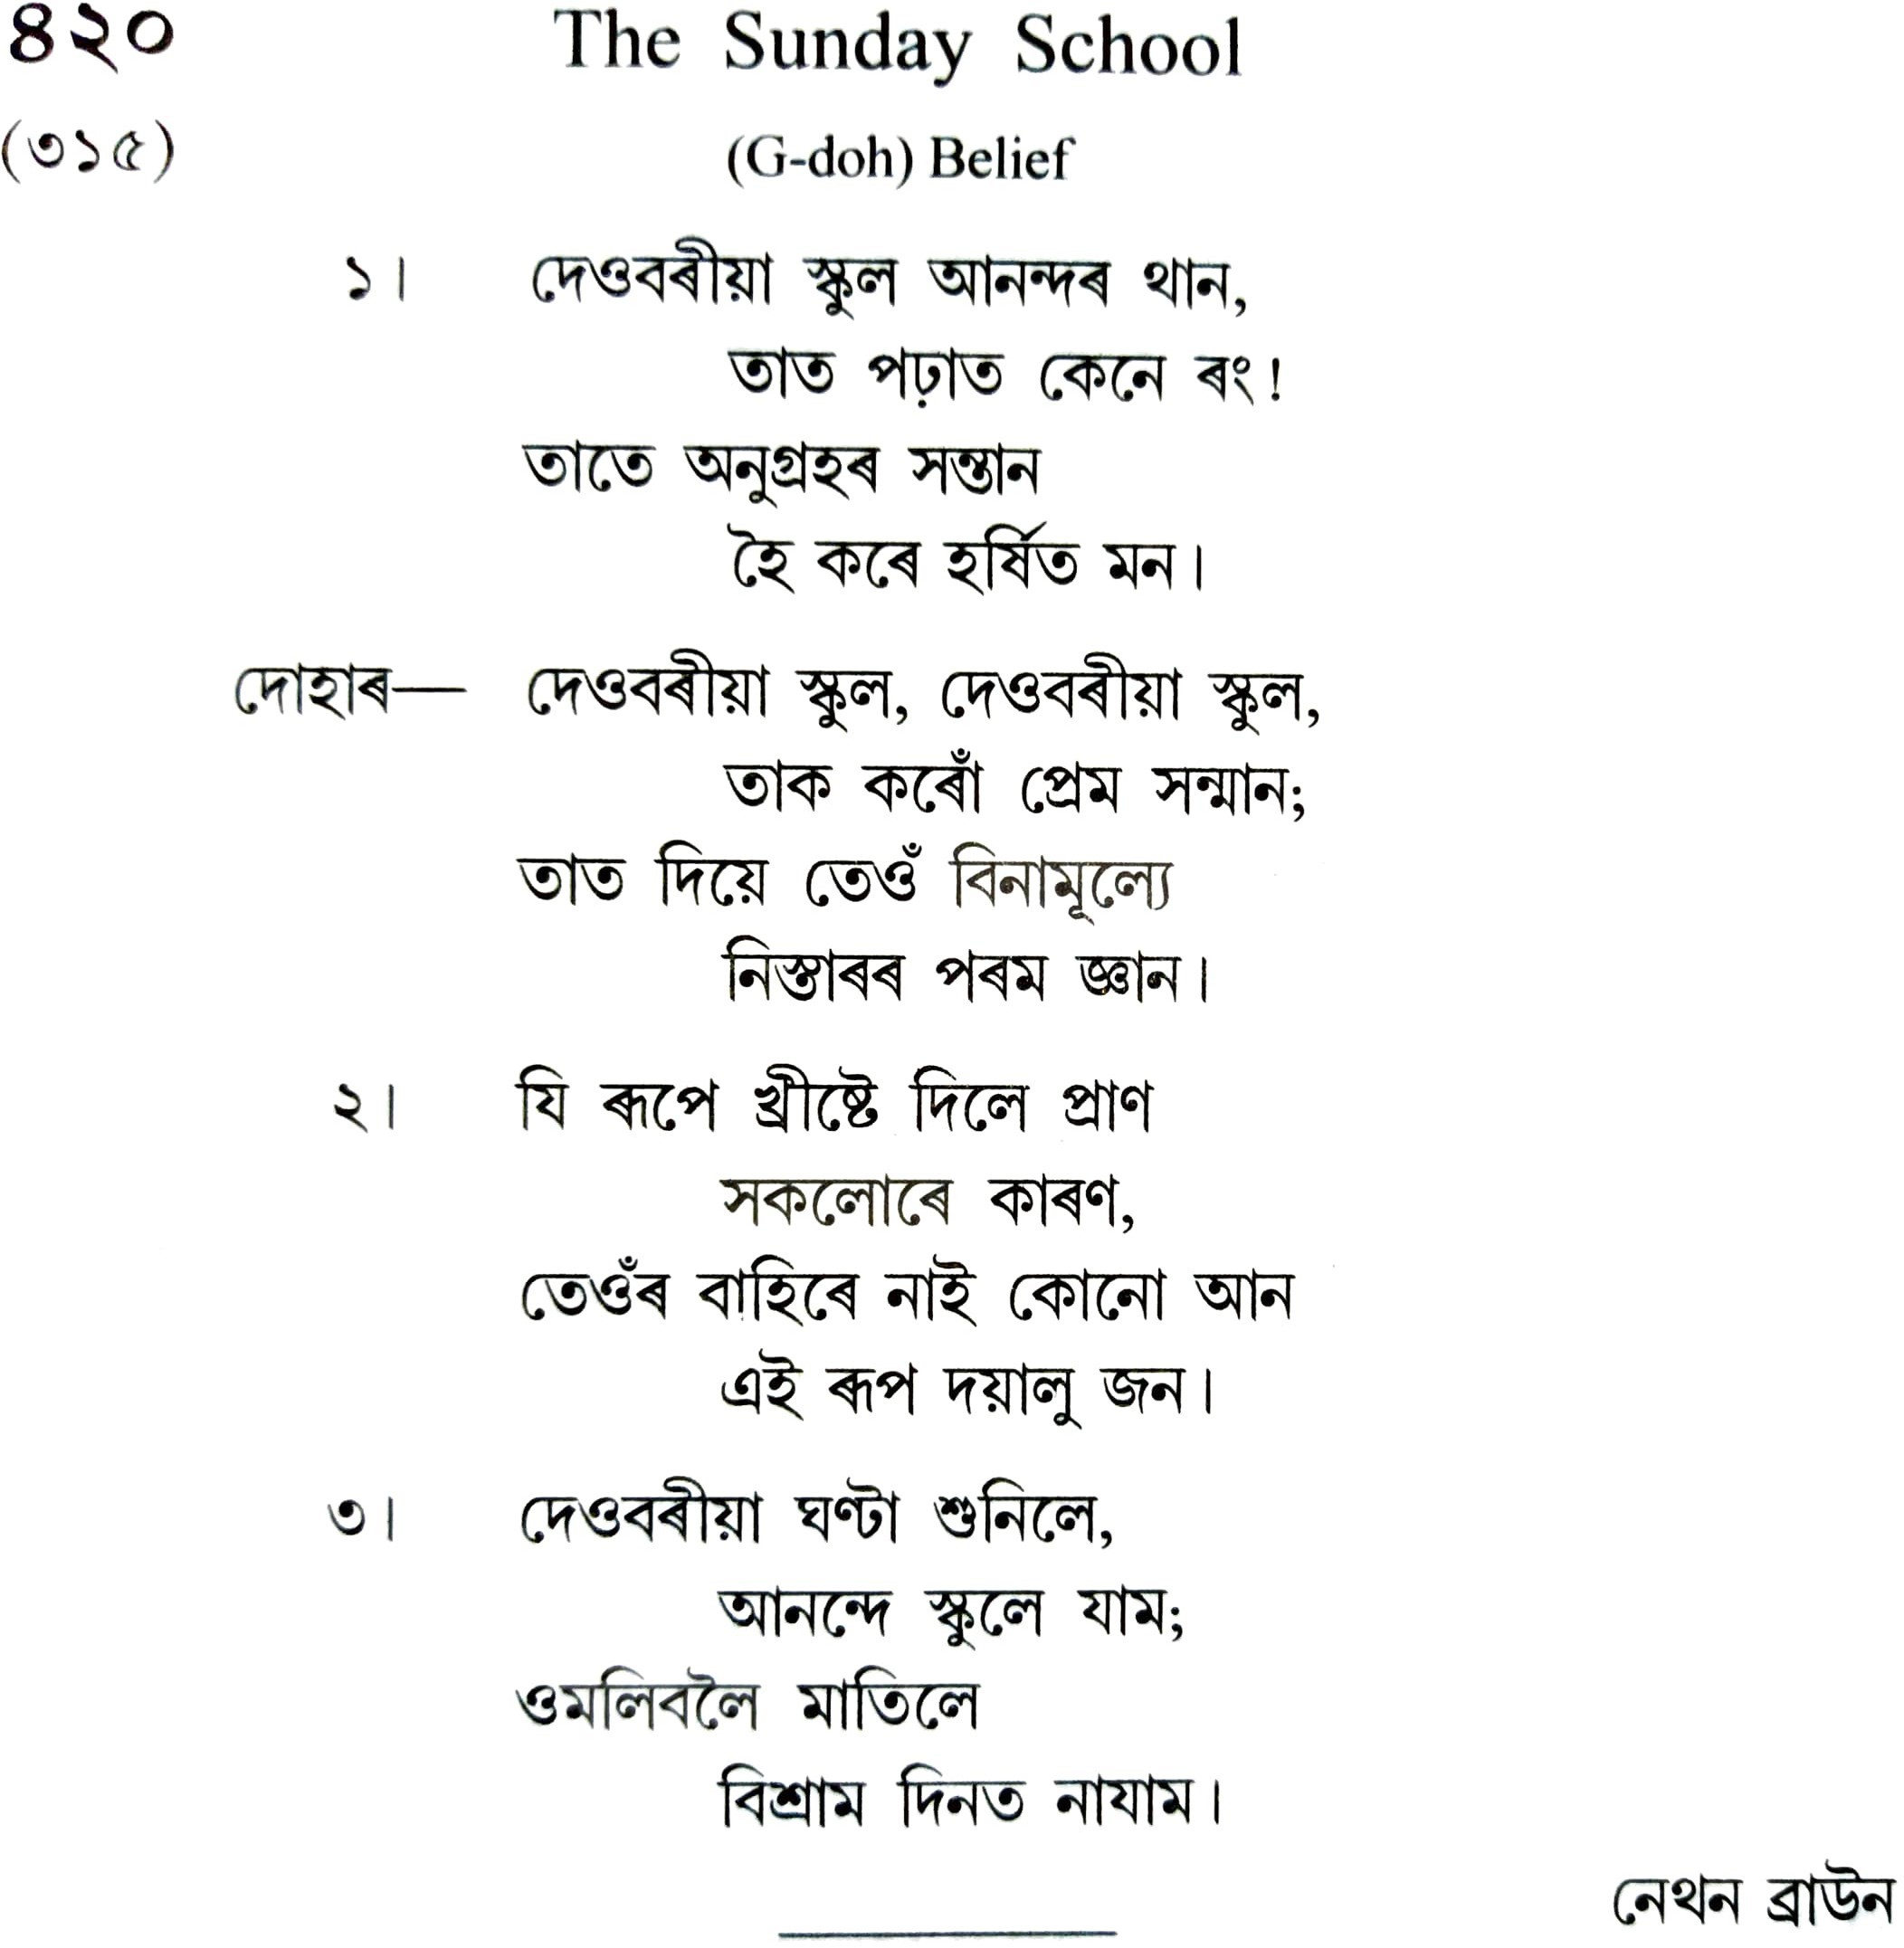 ৪২০ The Sunday School
(৩১৫) (G-doh) Belief
১। দেওবৰীয়া স্কুল আনন্দৰ থান,
তাত পঢ়াত কেনে ৰং!
তাতে অনুগ্ৰহৰ সন্তান
হৈ কৰে হৰ্ষিত মন।
দোহাৰ— দেওবৰীয়া স্কুল, দেওবৰীয়া স্কুল,
তাক কৰোঁ প্ৰেম সন্মান;
তাত দিয়ে তেওঁ বিনামূল্যে
নিস্তাৰৰ পৰম জ্ঞান।
২। যি ৰূপে খ্ৰীষ্টে দিলে প্ৰাণ
সকলোৰে কাৰণ,
তেওঁৰ বাহিৰে নাই কোনো আন
এই ৰূপ দয়ালু জন।
৩। দেওবৰীয়া ঘণ্টা শুনিলে,
আনন্দে স্কুলে যাম;
ওমলিবলৈ মাতিলে
বিশ্ৰাম দিনত নাযাম।
নেথন ব্ৰাউন